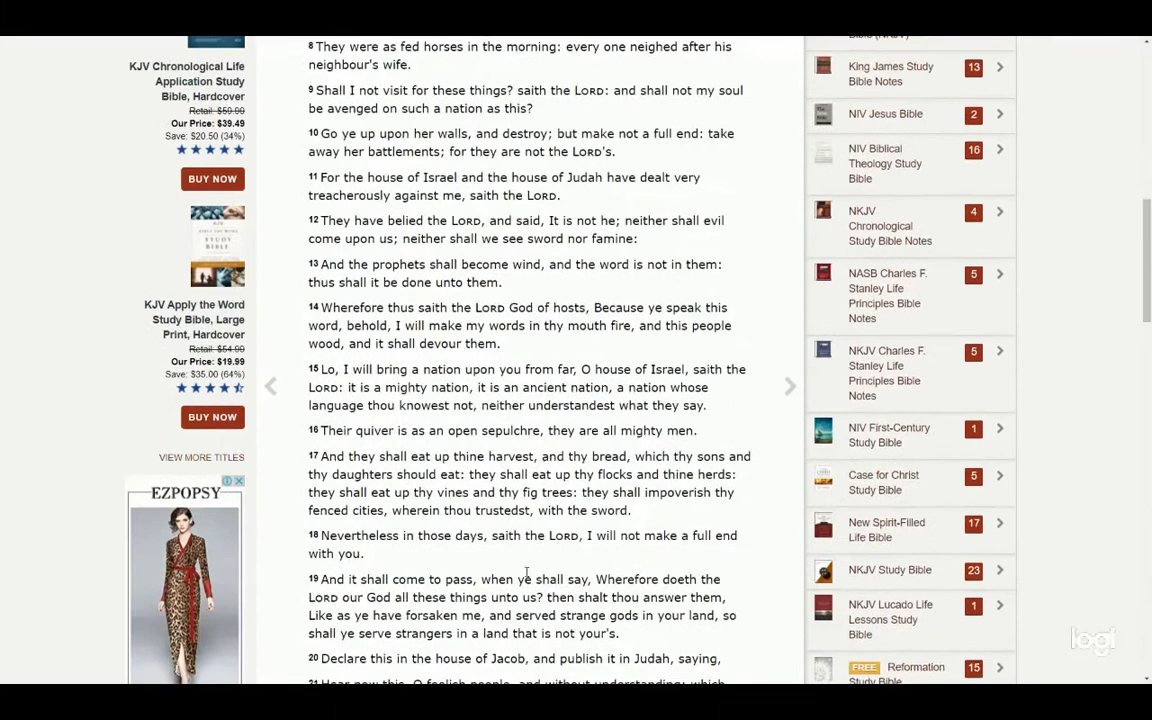 KJV Chronological Life
Application Study
Bible, Hardcover
Retail: $59.99
Our Price: $39.49
Save: $20.50 (34%)
BUY NOW
STUDY
BIBLE
KJV Apply the Word
Study Bible, Large
Print, Hardcover
Retail: $54.99
Our Price: $19.99
Save: $35.00 (64%)
BUY NOW
VIEW MORE TITLES
EZPOPSY
8 They were as fed horses in the morning: every one neighed after his
neighbour's wife.
9 Shall I not visit for these things? saith the LORD: and shall not my soul
be avenged on such a nation as this?
10 Go ye up upon her walls, and destroy; but make not a full end: take
away her battlements; for they are not the LORD's.
11 For the house of Israel and the house of Judah have dealt very
treacherously against me, saith the LORD.
12 They have belied the LORD, and said, It is not he; neither shall evil
come upon us; neither shall we see sword nor famine:
13 And the prophets shall become wind, and the word is not in them:
thus shall it be done unto them.
14 Wherefore thus saith the LORD God of hosts, Because ye speak this
word, behold, I will make my words in thy mouth fire, and this people
wood, and it shall devour them.
15 Lo, I will bring a nation upon you from far, O house of Israel, saith the
LORD: it is a mighty nation, it is an ancient nation, a nation whose
language thou knowest not, neither understandest what they say.
16 Their quiver is as an open sepulchre, they are all mighty men.
17 And they shall eat up thine harvest, and thy bread, which thy sons and
thy daughters should eat: they shall eat up thy flocks and thine herds:
they shall eat up thy vines and thy fig trees: they shall impoverish thy
fenced cities, wherein thou trustedst, with the sword.
18 Nevertheless in those days, saith the LORD, I will not make a full end
with you.
19 And it shall come to pass, when ye shall say, Wherefore doeth the
LORD our God all these things unto us? then shalt thou answer them,
Like as ye have forsaken me, and served strange gods in your land, so
shall ye serve strangers in a land that is not your's.
20 Declare this in the house of Jacob, and publish it in Judah, saying,
21 Hear now this, O foolish people, and without understanding; which
Bible (NKJV)
King James Study
Bible Notes
13
NIV Jesus Bible
2
NIV Biblical
Theology Study
Bible
16
NKJV
Chronological
Study Bible Notes
4
NASB Charles F.
Stanley Life
Principles Bible
Notes
5
NKJV Charles F.
Stanley Life
Principles Bible
Notes
5
NIV First-Century
Study Bible
1
Case for Christ
Study Bible
5
New Spirit-Filled
Life Bible
17
NKJV Study Bible
23
NKJV Lucado Life
Lessons Study
Bible
1
FREE Reformation
Study Bible
15
logi